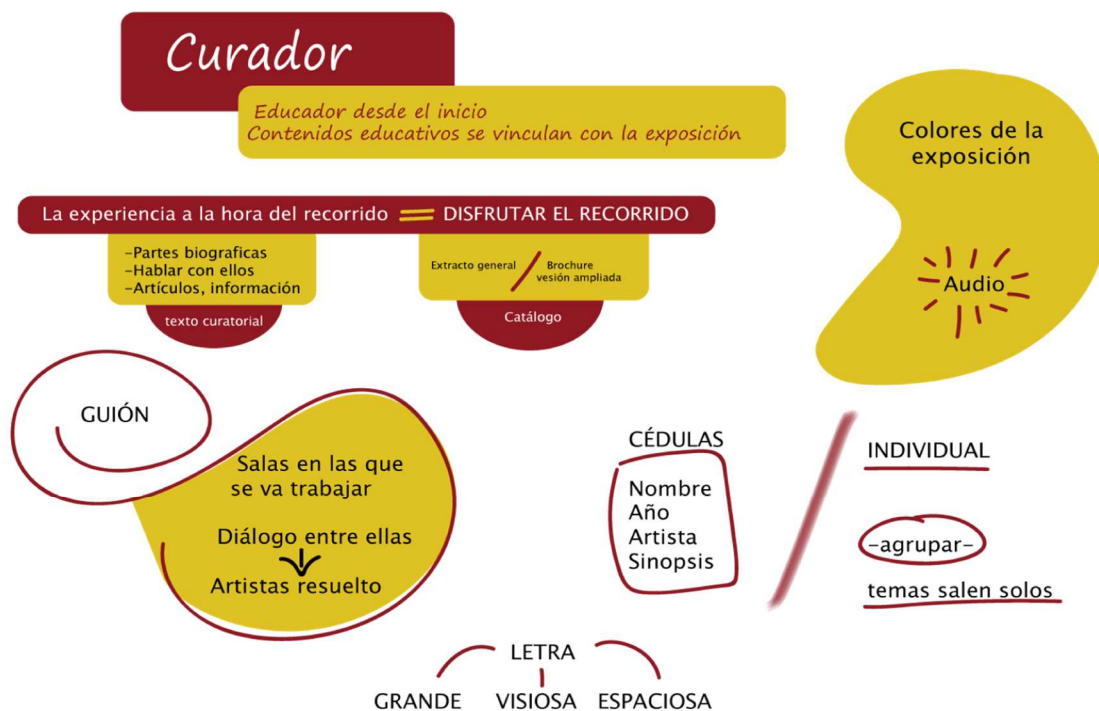 Curador
Educador desde el inicio
Contenidos educativos se vinculan con la exposición
Colores de la
exposición
Audio
La experiencia a la hora del recorrido = DISFRUTAR EL RECORRIDO
-Partes biograficas
-Hablar con ellos
-Artículos, información
texto curatorial
Extracto general / Brochure
vesión ampliada
Catálogo
GUIÓN
Salas en las que
se va trabajar
Diálogo entre ellas
Artistas resuelto
CÉDULAS
Nombre
Año
Artista
Sinopsis
INDIVIDUAL
-agrupar-
temas salen solos
LETRA
GRANDE VISIOSA ESPACIOSA